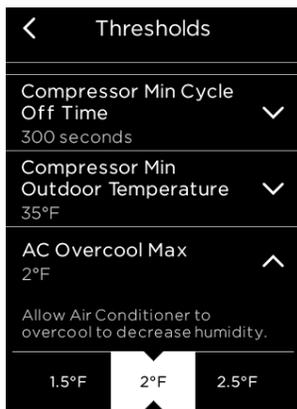 Thresholds
Compressor Min Cycle
Off Time
300 seconds
Compressor Min
Outdoor Temperature
35°F
AC Overcool Max
2°F
Allow Air Conditioner to
overcool to decrease humidity.
1.5°F 2°F 2.5°F